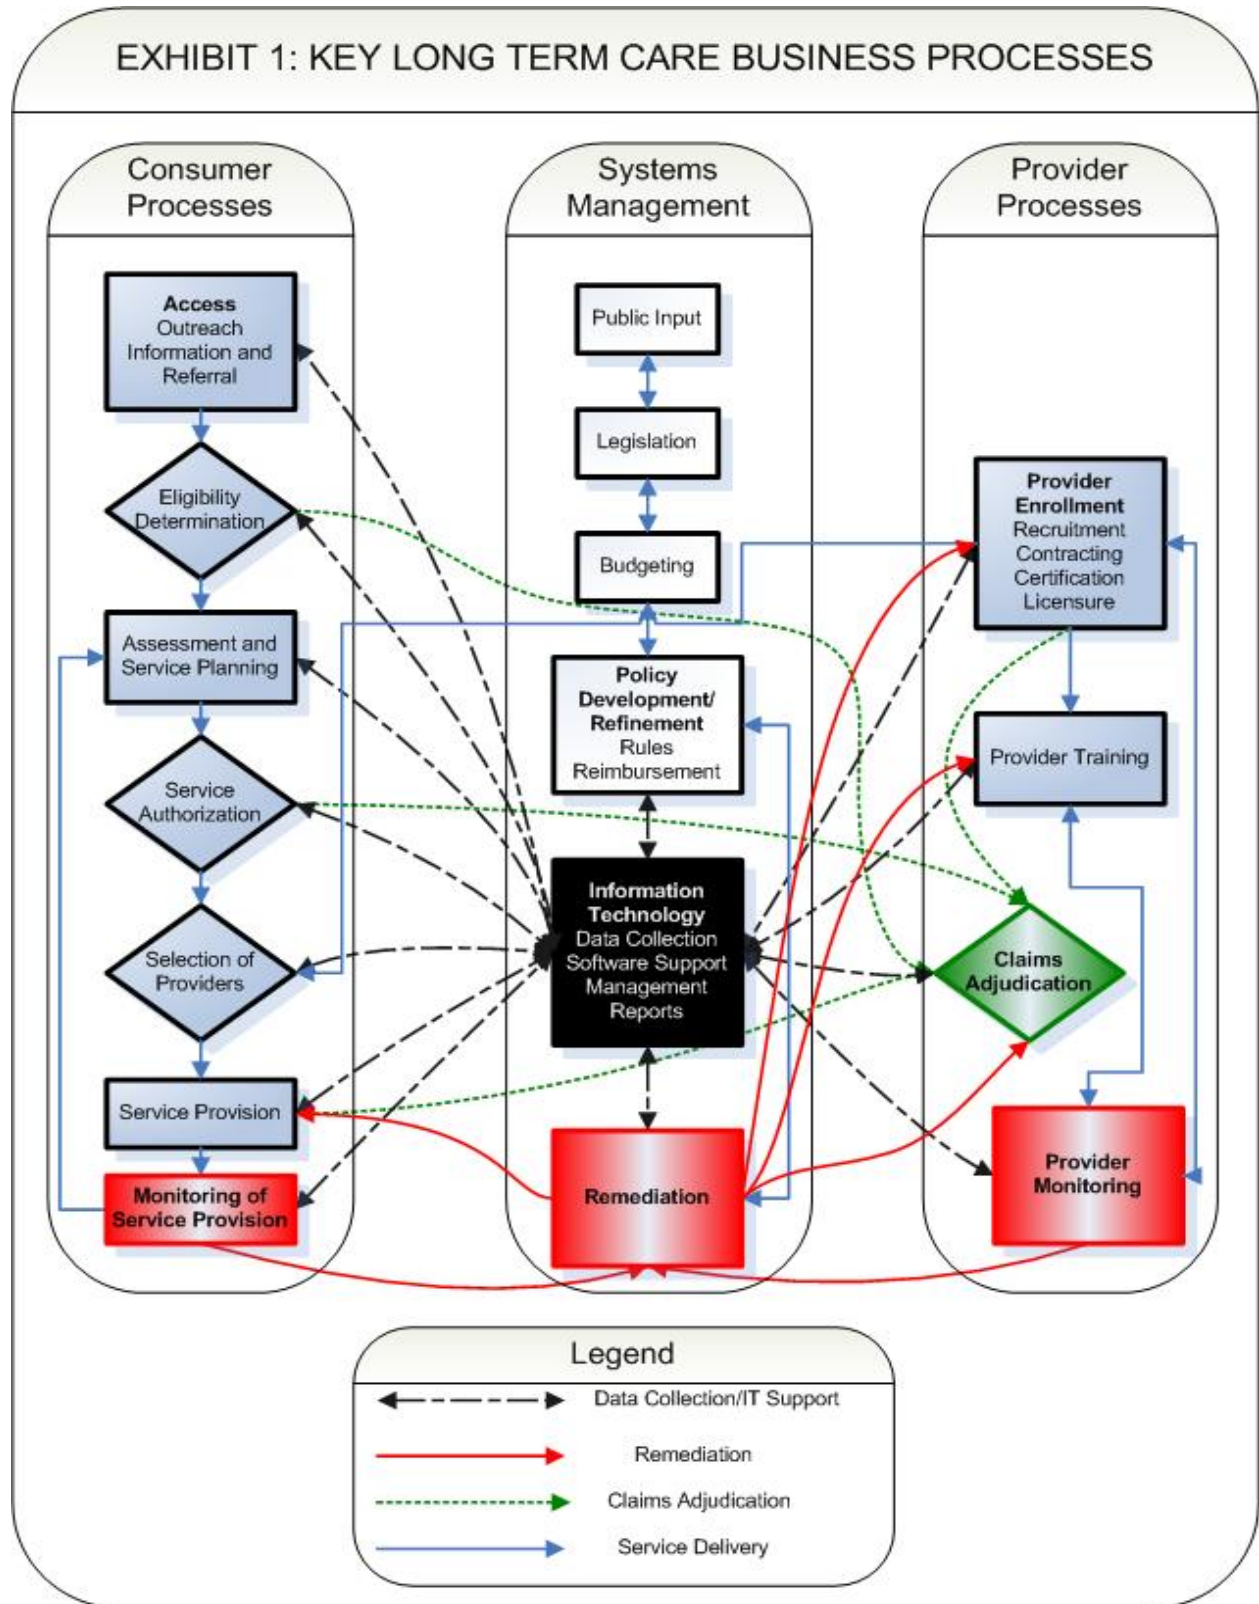 EXHIBIT 1: KEY LONG TERM CARE BUSINESS PROCESSES
Consumer
Processes
Access
Outreach
Information and
Referral
Eligibility
Determination
Assessment and
Service Planning
Service
Authorization
Selection of
Providers
Service Provision
Monitoring of
Service Provision
Systems
Management
Public Input
Legislation
Budgeting
Policy
Development/
Refinement
Rules
Reimbursement
Information
Technology
Data Collection
Software Support
Management
Reports
Remediation
Provider
Processes
Provider
Enrollment
Recruitment
Contracting
Certification
Licensure
Provider Training
Claims
Adjudication
Provider
Monitoring
Legend
Data Collection/IT Support
Remediation
Claims Adjudication
Service Delivery